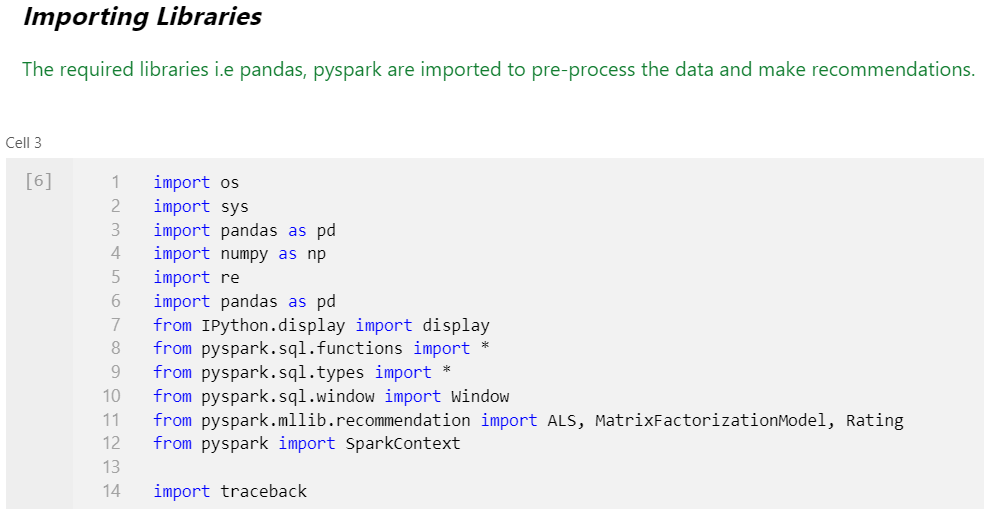 Importing Libraries
The required libraries i.e pandas, pyspark are imported to pre-process the data and make recommendations.
Cell 3
[6]
1 import os
2 import sys
3 import pandas as pd
4 import numpy as np
5 import re
6 import pandas as pd
7 from IPython.display import display
8 from pyspark.sql.functions import *
9 from pyspark.sql.types import *
10 from pyspark.sql.window import Window
11 from pyspark.mllib.recommendation import ALS, MatrixFactorizationModel, Rating
12 from pyspark import SparkContext
13
14 import traceback